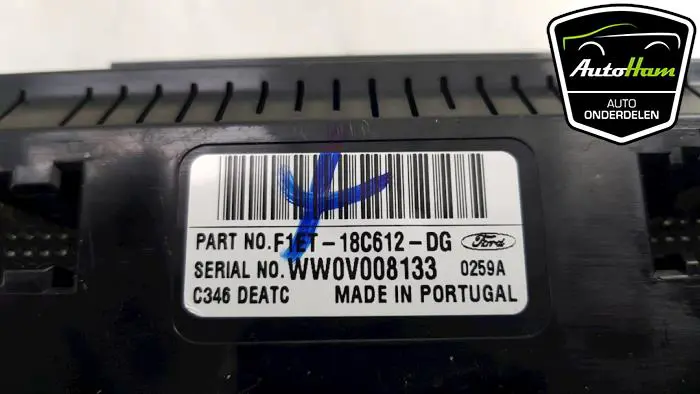 AutoHam
AUTO
ONDERDELEN
PART NO. F1ET-18C612-DG Ford
SERIAL NO. WW0V008133 0259A
C346 DEATC MADE IN PORTUGAL